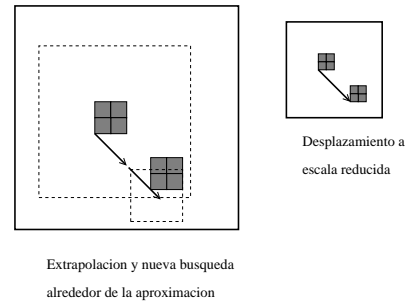 Desplazamiento a
escala reducida
Extrapolacion y nueva busqueda
alrededor de la aproximacion